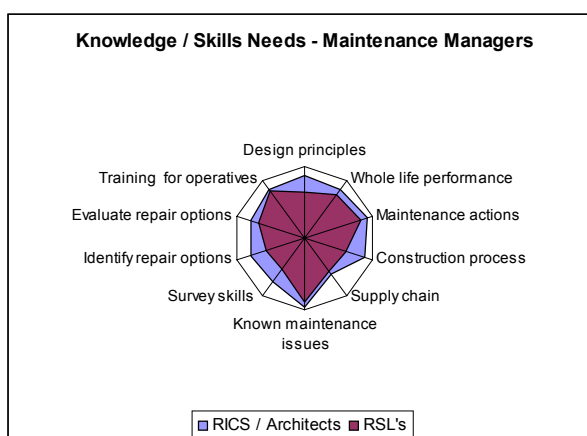 Knowledge / Skills Needs - Maintenance Managers
Design principles
Training for operatives
Whole life performance
Evaluate repair options
Maintenance actions
Identify repair options
Construction process
Survey skills
Supply chain
Known maintenance
issues
RICS / Architects
RSL's